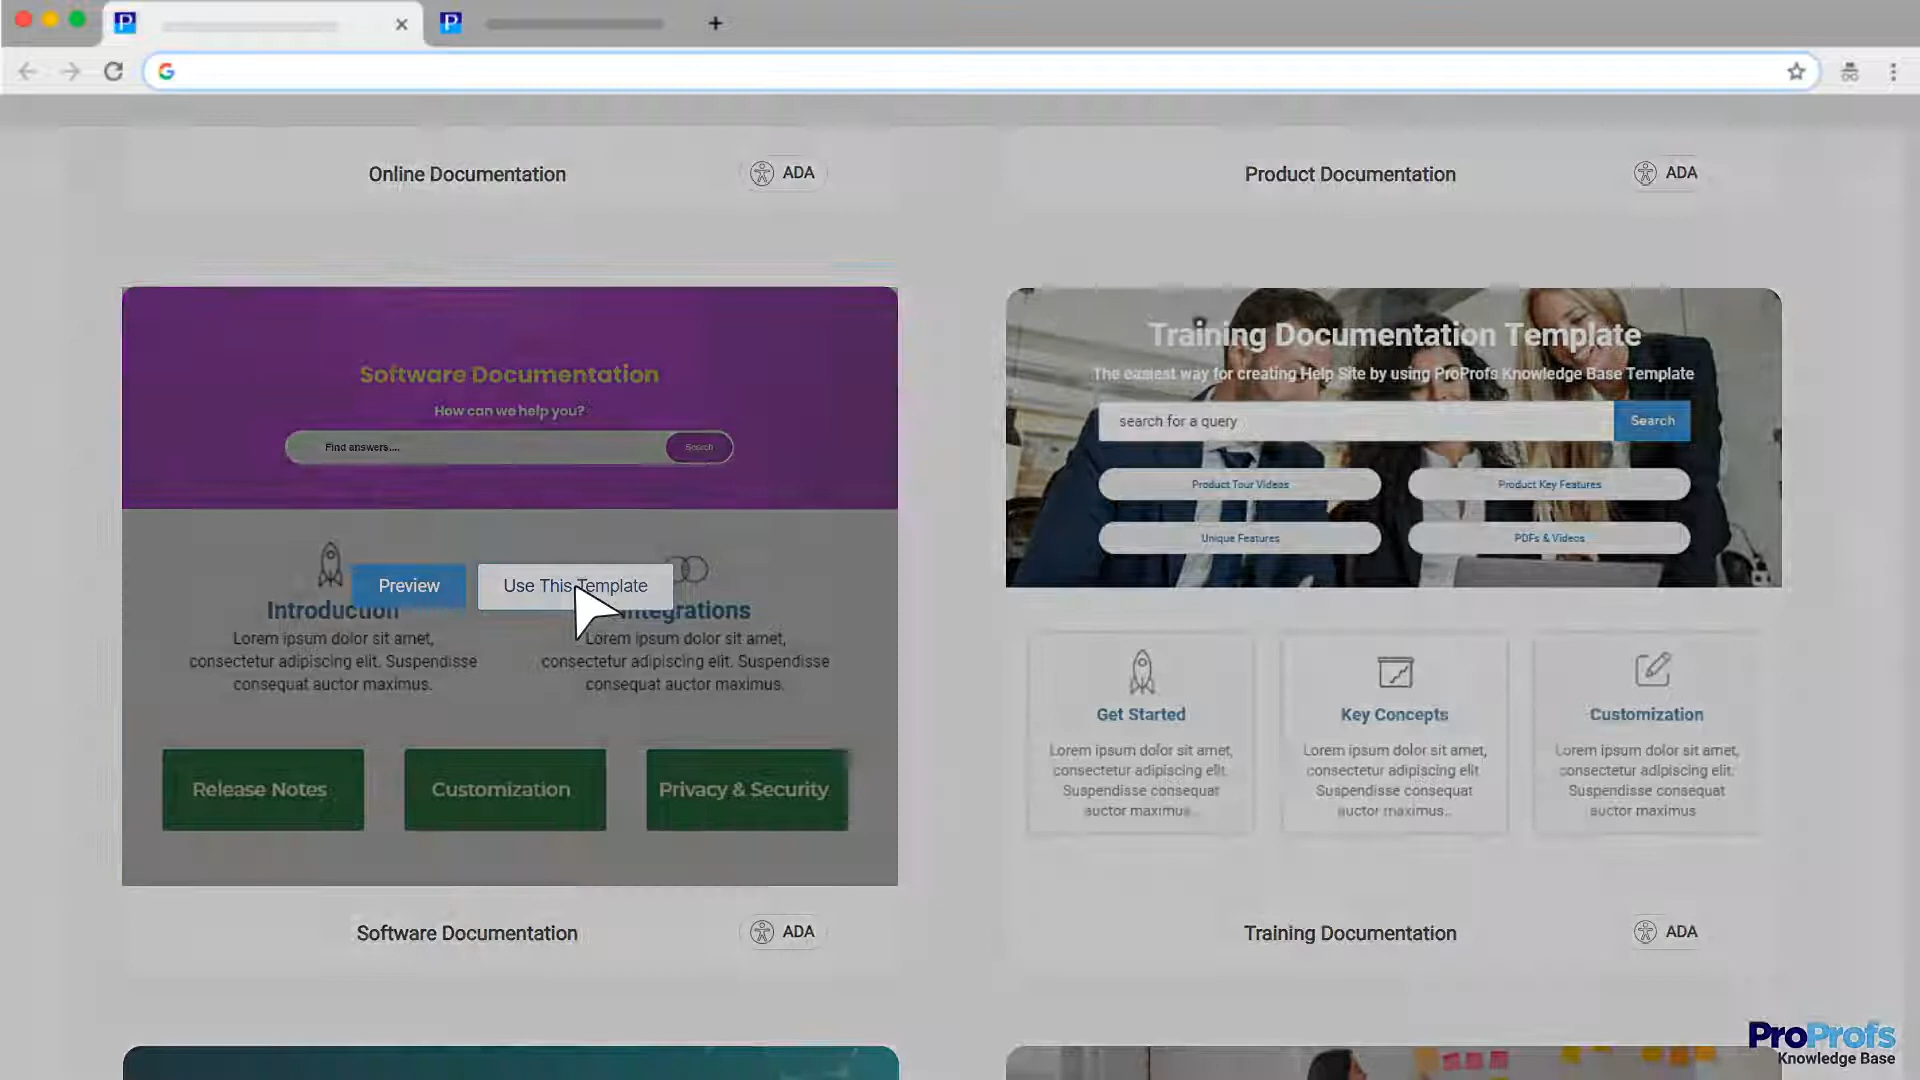 Online Documentation
ADA
Product Documentation
ADA
Software Documentation
How can we help you?
Find answers....
Search
Preview
Use This Template
Introduction
Lorem ipsum dolor sit amet,
consectetur adipiscing elit. Suspendisse
consequat auctor maximus.
Integrations
Lorem ipsum dolor sit amet,
consectetur adipiscing elit. Suspendisse
consequat auctor maximus.
Release Notes
Customization
Privacy & Security
Software Documentation
ADA
Training Documentation Template
The easiest way for creating Help Site by using ProProfs Knowledge Base Template
search for a query
Search
Product Tour Videos
Product Key Features
Unique Features
PDFs & Videos
Get Started
Lorem ipsum dolor sit amet,
consectetur adipiscing elit.
Suspendisse consequat
auctor maximus..
Key Concepts
Lorem ipsum dolor sit amet,
consectetur adipiscing elit
Suspendisse consequat
auctor maximus..
Customization
Lorem ipsum dolor sit amet,
consectetur adipiscing elit.
Suspendisse consequat
auctor maximus
Training Documentation
ADA
ProProfs
Knowledge Base